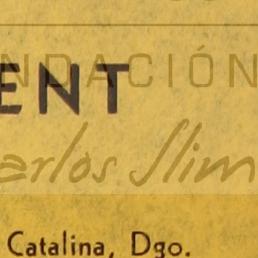 NDACIÓN
ENT
arlos Slim
Catalina, Dgo.